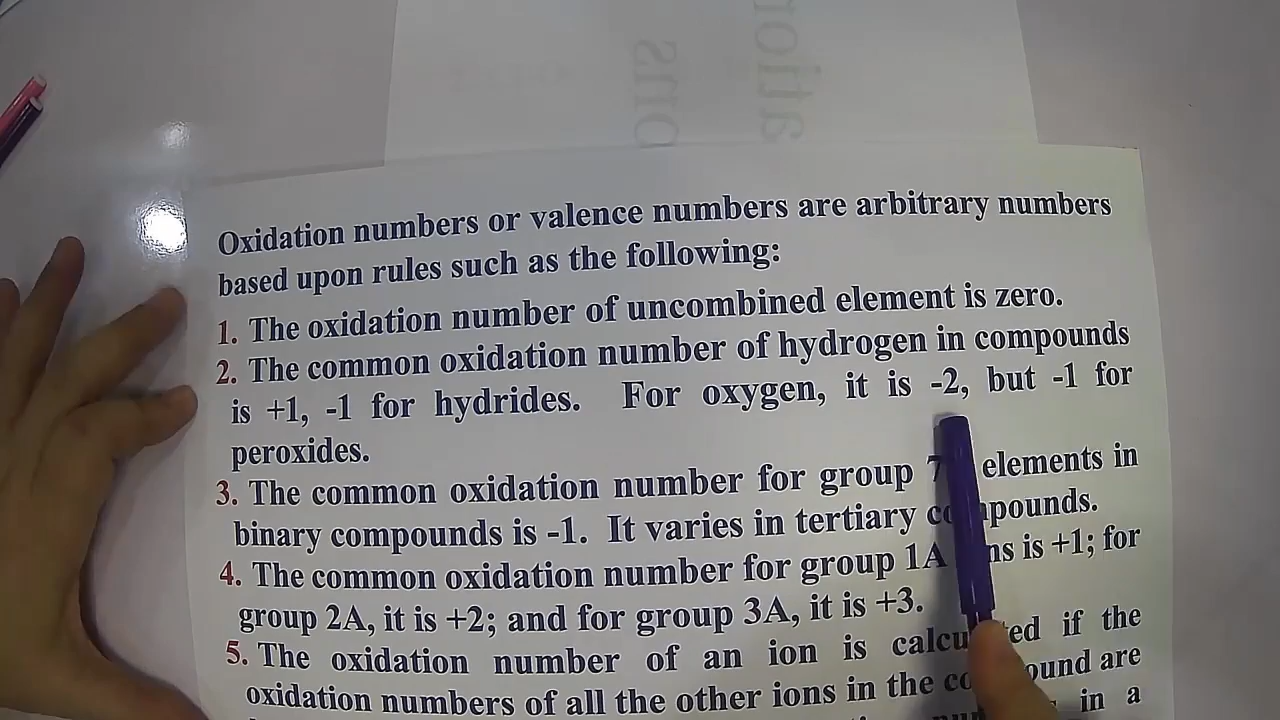 Oxidation numbers or valence numbers are arbitrary numbers
based upon rules such as the following:
1. The oxidation number of uncombined element is zero.
2. The common oxidation number of hydrogen in compounds
is +1, -1 for hydrides. For oxygen, it is -2, but -1 for
peroxides.
3. The common oxidation number for group 7 elements in
binary compounds is -1. It varies in tertiary compounds.
4. The common oxidation number for group 1A is +1; for
group 2A, it is +2; and for group 3A, it is +3.
5. The oxidation number of an ion is calculated if the
oxidation numbers of all the other ions in the compound are
in a